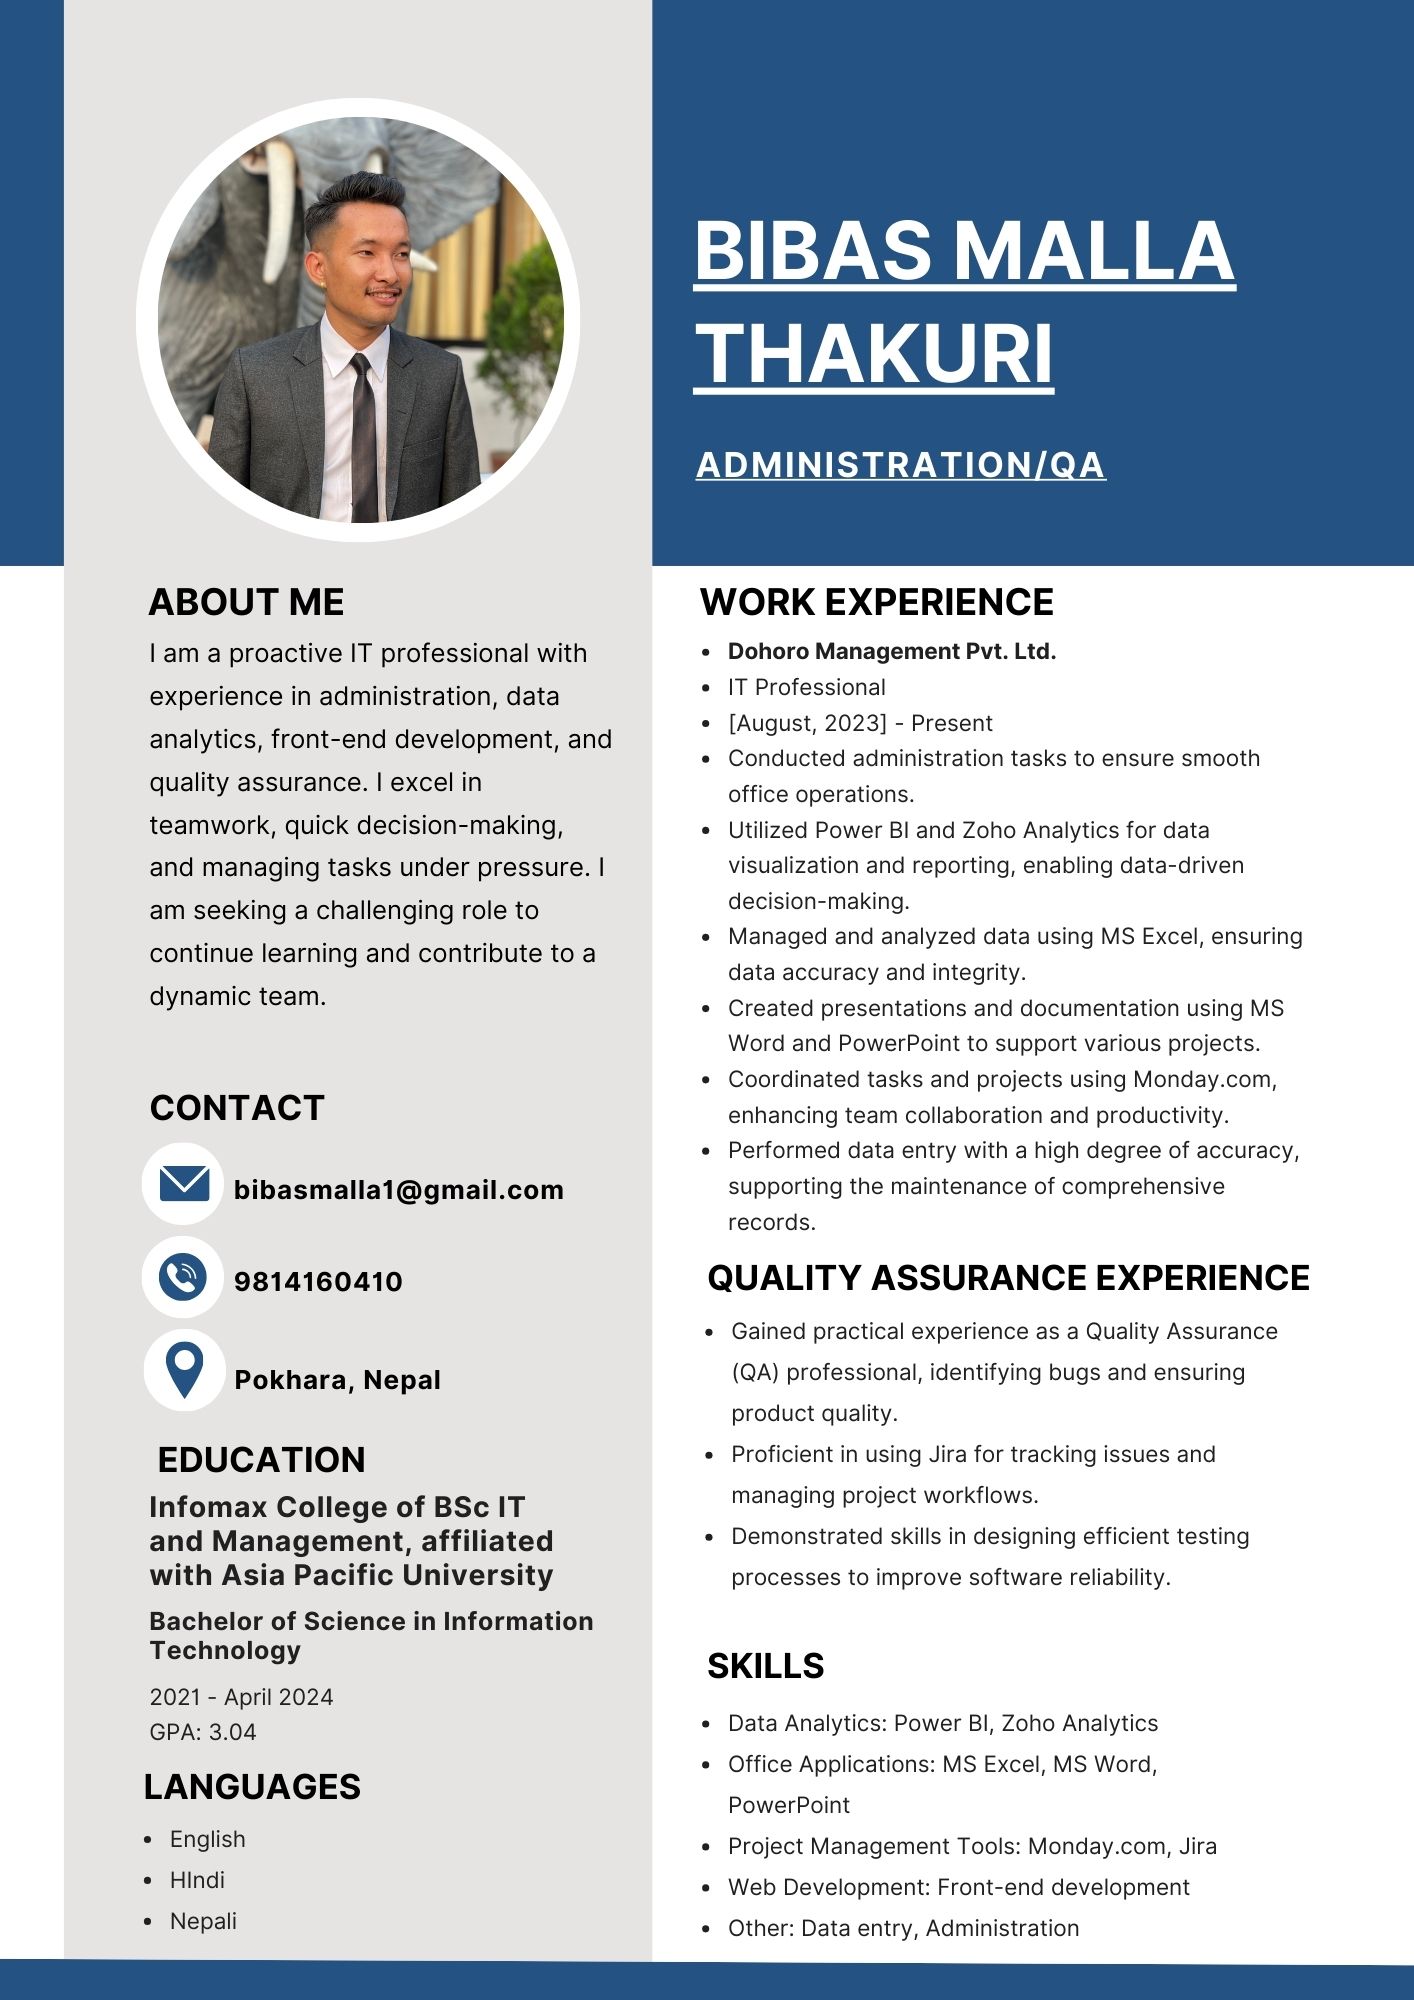 BIBAS MALLA
THAKURI
ADMINISTRATION/QA
ABOUT ME
I am a proactive IT professional with
experience in administration, data
analytics, front-end development, and
quality assurance. I excel in
teamwork, quick decision-making,
and managing tasks under pressure. I
am seeking a challenging role to
continue learning and contribute to a
dynamic team.
CONTACT
bibasmalla1@gmail.com
9814160410
Pokhara, Nepal
EDUCATION
Infomax College of BSc IT
and Management, affiliated
with Asia Pacific University
Bachelor of Science in Information
Technology
2021 - April 2024
GPA: 3.04
LANGUAGES
• English
• HIndi
• Nepali
WORK EXPERIENCE
• Dohoro Management Pvt. Ltd.
• IT Professional
• [August, 2023] - Present
• Conducted administration tasks to ensure smooth
office operations.
• Utilized Power BI and Zoho Analytics for data
visualization and reporting, enabling data-driven
decision-making.
• Managed and analyzed data using MS Excel, ensuring
data accuracy and integrity.
• Created presentations and documentation using MS
Word and PowerPoint to support various projects.
• Coordinated tasks and projects using Monday.com,
enhancing team collaboration and productivity.
• Performed data entry with a high degree of accuracy,
supporting the maintenance of comprehensive
records.
QUALITY ASSURANCE EXPERIENCE
• Gained practical experience as a Quality Assurance
(QA) professional, identifying bugs and ensuring
product quality.
• Proficient in using Jira for tracking issues and
managing project workflows.
• Demonstrated skills in designing efficient testing
processes to improve software reliability.
SKILLS
• Data Analytics: Power BI, Zoho Analytics
• Office Applications: MS Excel, MS Word,
PowerPoint
• Project Management Tools: Monday.com, Jira
• Web Development: Front-end development
• Other: Data entry, Administration